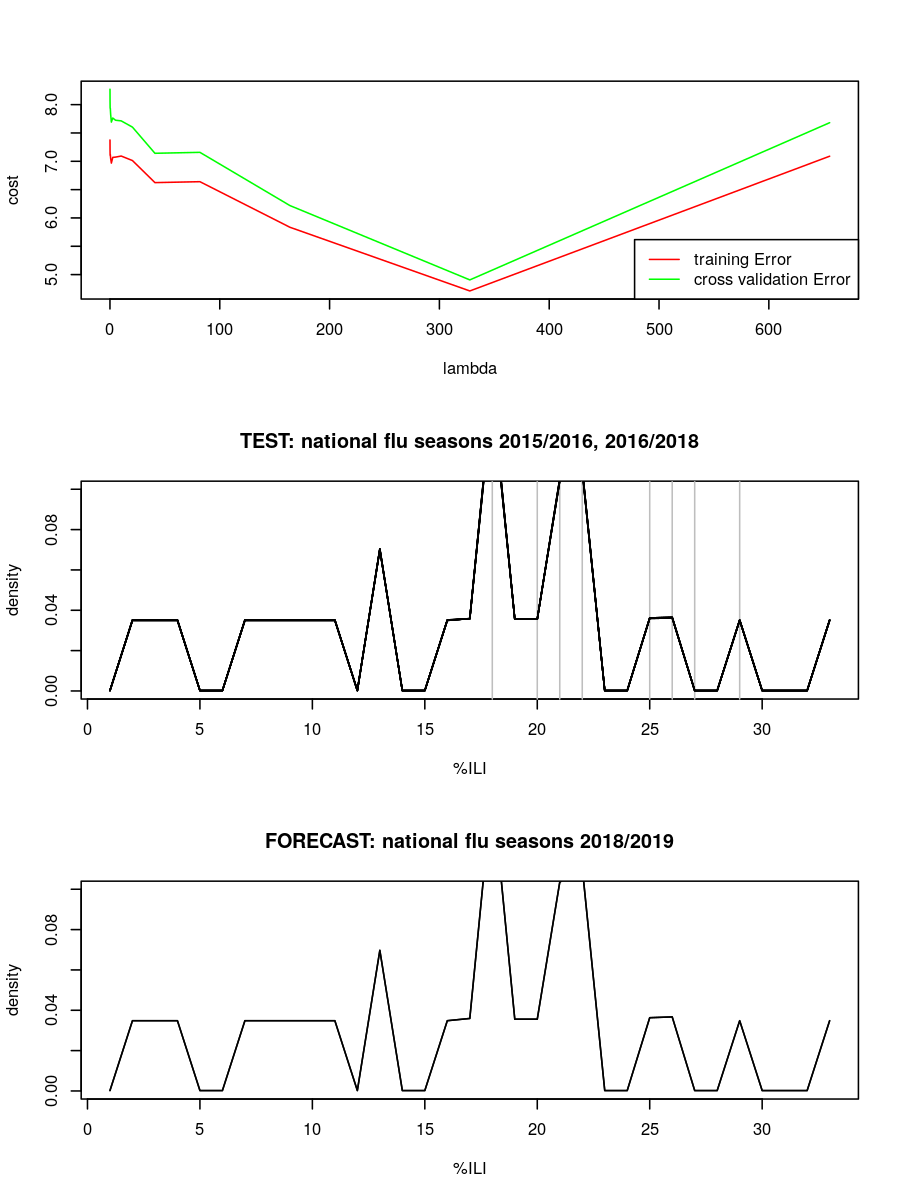 8.0
7.0
6.0
5.0
cost
0 100 200 300 400 500 600
lambda
training Error
cross validation Error
TEST: national flu seasons 2015/2016, 2016/2018
0.08
0.04
0.00
density
0 5 10 15 20 25 30
%ILI
FORECAST: national flu seasons 2018/2019
0.08
0.04
0.00
density
0 5 10 15 20 25 30
%ILI